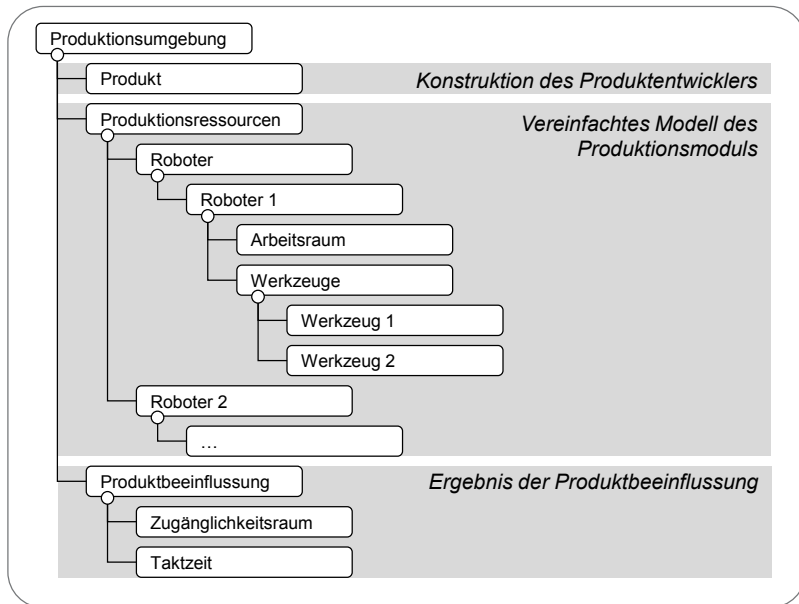 Produktionsumgebung
Produkt
Konstruktion des Produktentwicklers
Produktionsressourcen
Vereinfachtes Modell des
Produktionsmoduls
Roboter
Roboter 1
Arbeitsraum
Werkzeuge
Werkzeug 1
Werkzeug 2
Roboter 2
…
Produktbeeinflussung
Ergebnis der Produktbeeinflussung
Zugänglichkeitsraum
Taktzeit